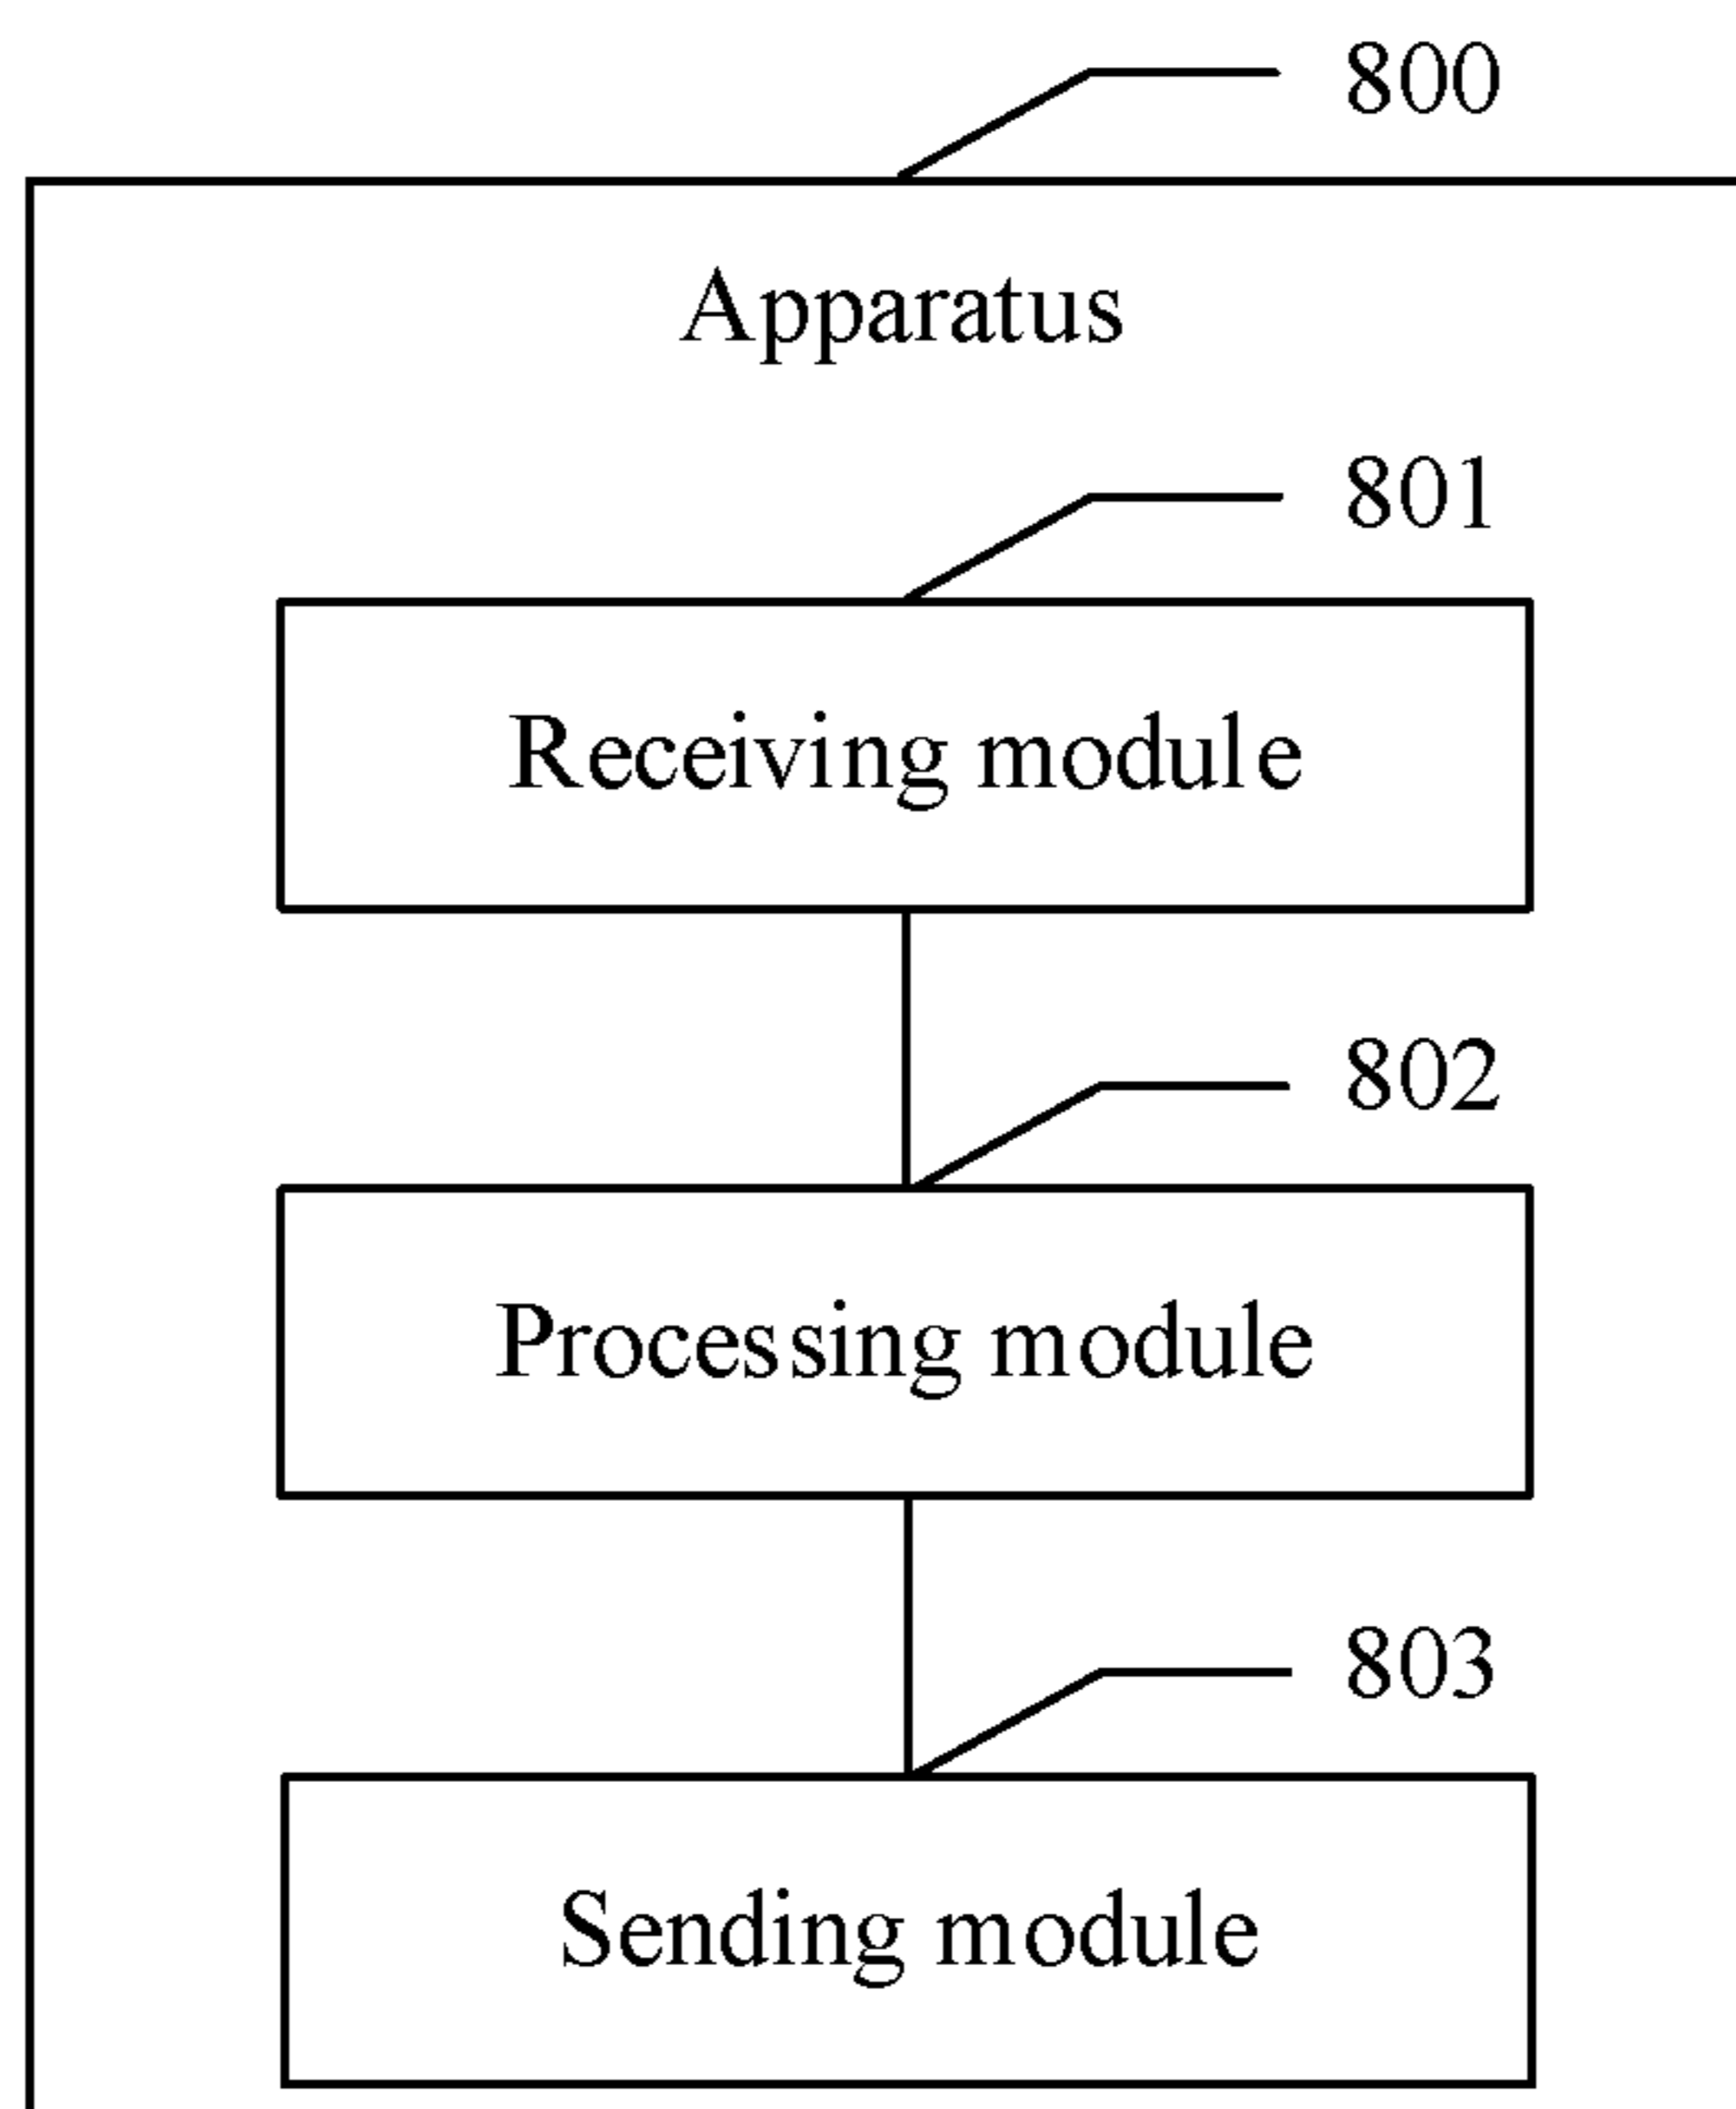 800
Apparatus
801
Receiving module
802
Processing module
803
Sending module